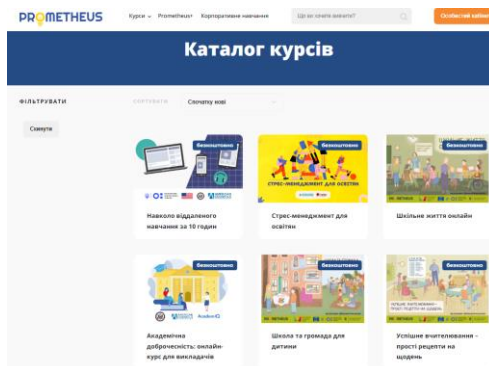 PROMETHEUS
Курси Prometheus+ Корпоративне навчання
Що ви хочете вивчити?
Особистий кабінет
Каталог курсів
ФІЛЬТРУВАТИ
СОРТУВАТИ Спочатку нові
Скинути
безкоштовно
безкоштовно
безкоштовно
СТРЕС-МЕНЕДЖМЕНТ ДЛЯ ОСВІТЯН
Навколо віддаленого
навчання за 10 годин
Стрес-менеджмент для
освітян
Шкільне життя онлайн
безкоштовно
безкоштовно
безкоштовно
Академічна
доброчесність: онлайн-
курс для викладачів
Школа та громада для
дитини
Успішне вчителювання –
прості рецепти на
щодень